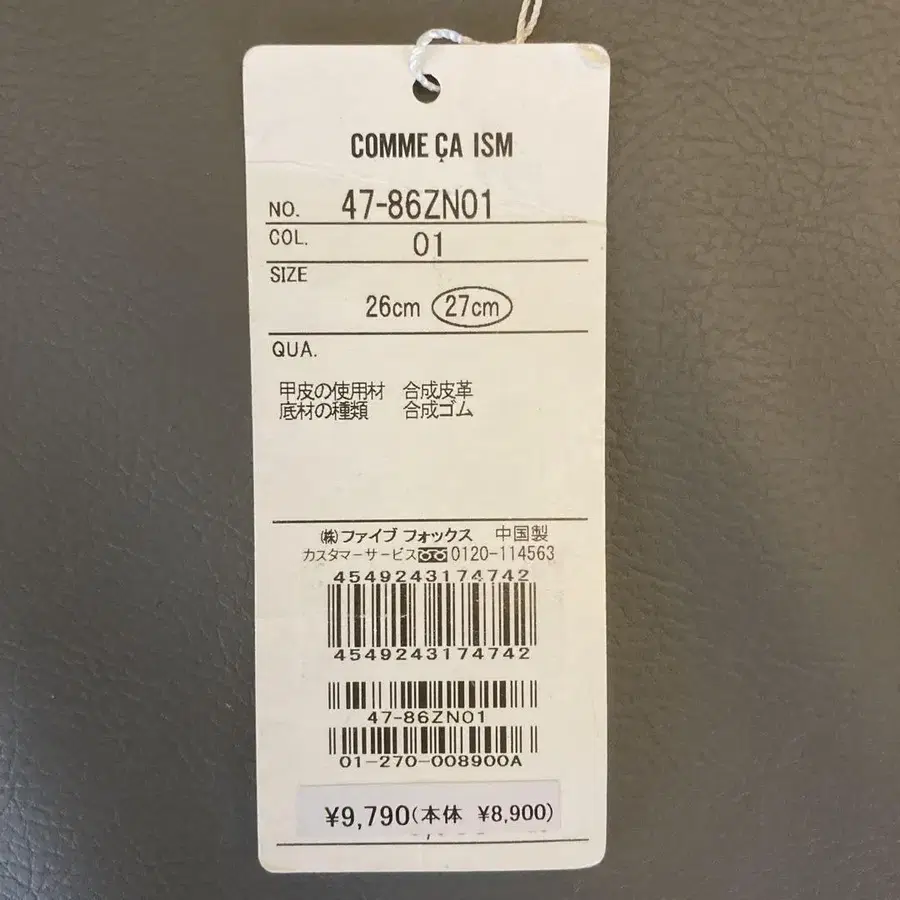 COMME ÇA ISM
NO. 47-86ZN01
COL. 01
SIZE
26cm 27cm
QUA.
甲皮の使用材 合成皮革
底材の種類 合成ゴム
㈱ファイブ フォックス 中国製
カスタマーサービス 0120-114563
4549243174742
4549243174742
47-86ZN01
01-270-008900A
¥9,790(本体 ¥8,900)